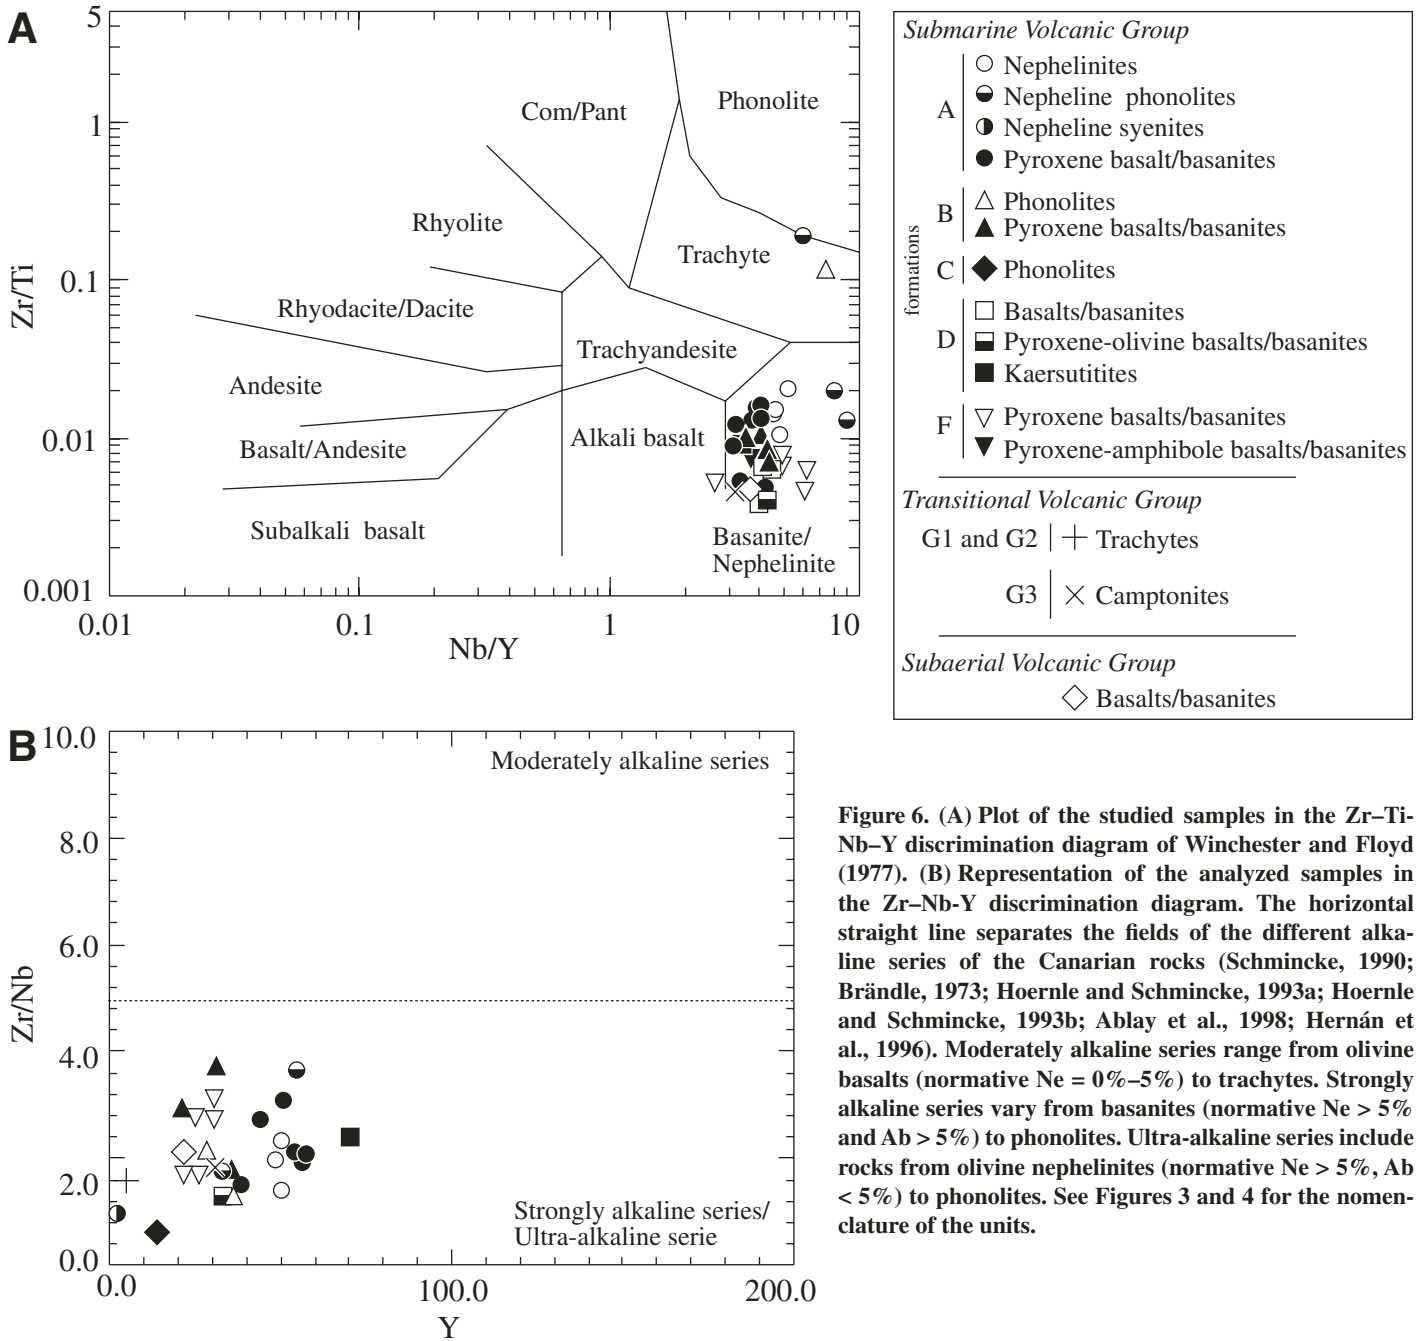 A
5
1
0.1
0.01
0.001
Zr/Ti
0.01
0.1
1
10
Nb/Y
Com/Pant
Phonolite
Rhyolite
Trachyte
Rhyodacite/Dacite
Trachyandesite
Andesite
Basalt/Andesite
Alkali basalt
Subalkali basalt
Basanite/
Nephelinite
Submarine Volcanic Group
formations
A
Nephelinites
Nepheline phonolites
Nepheline syenites
Pyroxene basalt/basanites
B
Phonolites
Pyroxene basalts/basanites
C
Phonolites
D
Basalts/basanites
Pyroxene-olivine basalts/basanites
Kaersutitites
F
Pyroxene basalts/basanites
Pyroxene-amphibole basalts/basanites
Transitional Volcanic Group
G1 and G2
Trachytes
G3
Camptonites
Subaerial Volcanic Group
Basalts/basanites
B
10.0
8.0
6.0
4.0
2.0
0.0
Zr/Nb
0.0
100.0
200.0
Y
Moderately alkaline series
Strongly alkaline series/
Ultra-alkaline serie
Figure 6. (A) Plot of the studied samples in the Zr–Ti-
Nb–Y discrimination diagram of Winchester and Floyd
(1977). (B) Representation of the analyzed samples in
the Zr–Nb-Y discrimination diagram. The horizontal
straight line separates the fields of the different alka-
line series of the Canarian rocks (Schmincke, 1990;
Brändle, 1973; Hoernle and Schmincke, 1993a; Hoernle
and Schmincke, 1993b; Ablay et al., 1998; Hernán et
al., 1996). Moderately alkaline series range from olivine
basalts (normative Ne = 0%–5%) to trachytes. Strongly
alkaline series vary from basanites (normative Ne > 5%
and Ab > 5%) to phonolites. Ultra-alkaline series include
rocks from olivine nephelinites (normative Ne > 5%, Ab
< 5%) to phonolites. See Figures 3 and 4 for the nomen-
clature of the units.